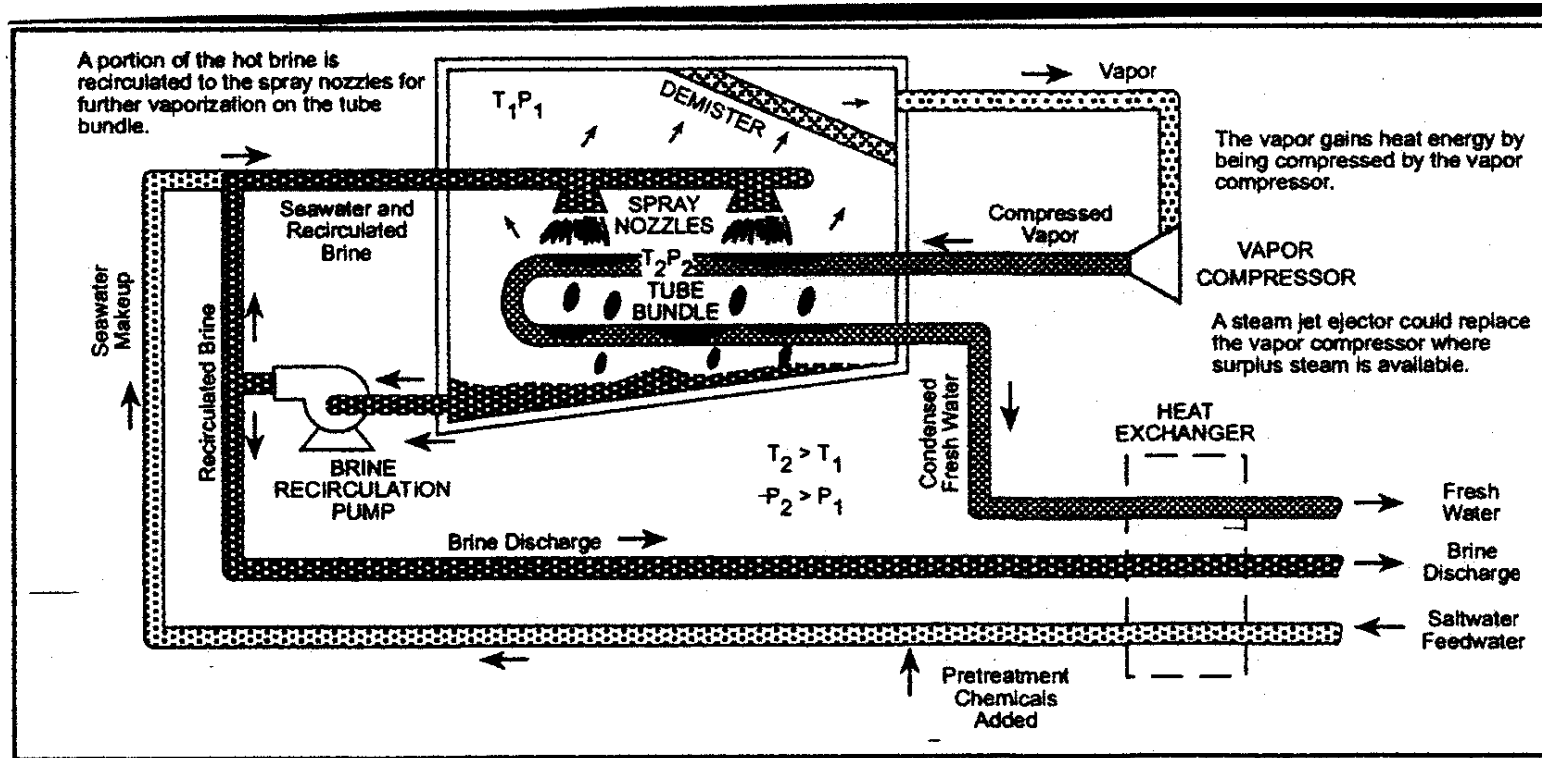 A portion of the hot brine is
recirculated to the spray nozzles for
further vaporization on the tube
bundle.
T1P1
DEMISTER
Vapor
The vapor gains heat energy by
being compressed by the vapor
compressor.
Seawater and
Recirculated
Brine
SPRAY
NOZZLES
Compressed
Vapor
VAPOR
COMPRESSOR
T2P2
TUBE
BUNDLE
Seawater
Makeup
Recirculated Brine
A steam jet ejector could replace
the vapor compressor where
surplus steam is available.
BRINE
RECIRCULATION
PUMP
T2 > T1
P2 > P1
Condensed
Fresh Water
HEAT
EXCHANGER
Fresh
Water
Brine Discharge
Brine
Discharge
Saltwater
Feedwater
Pretreatment
Chemicals
Added